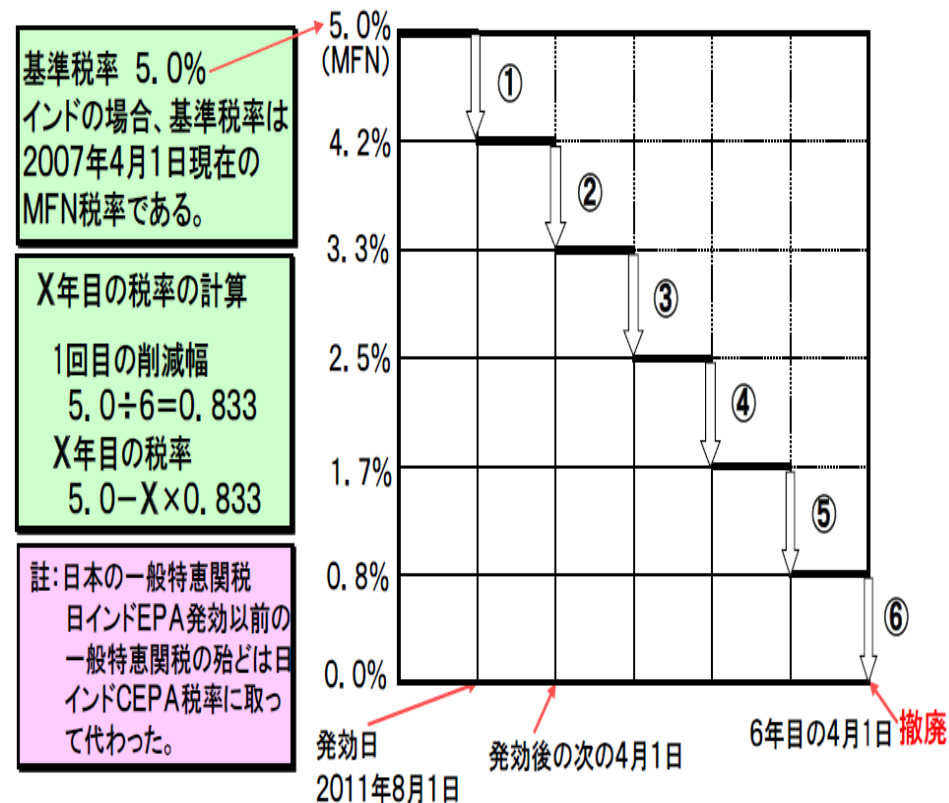 基準税率 5.0%
インドの場合、基準税率は
2007年4月1日現在の
MFN税率である。
X年目の税率の計算
1回目の削減幅
5.0÷6=0.833
X年目の税率
5.0−X×0.833
註:日本の一般特恵関税
日インドEPA発効以前の
一般特恵関税の殆どは日
インドCEPA税率に取っ
て代わった。
5.0%
(MFN)
4.2%
3.3%
2.5%
1.7%
0.8%
0.0%
①
②
③
④
⑤
⑥
発効日
2011年8月1日
発効後の次の4月1日
6年目の4月1日 撤廃